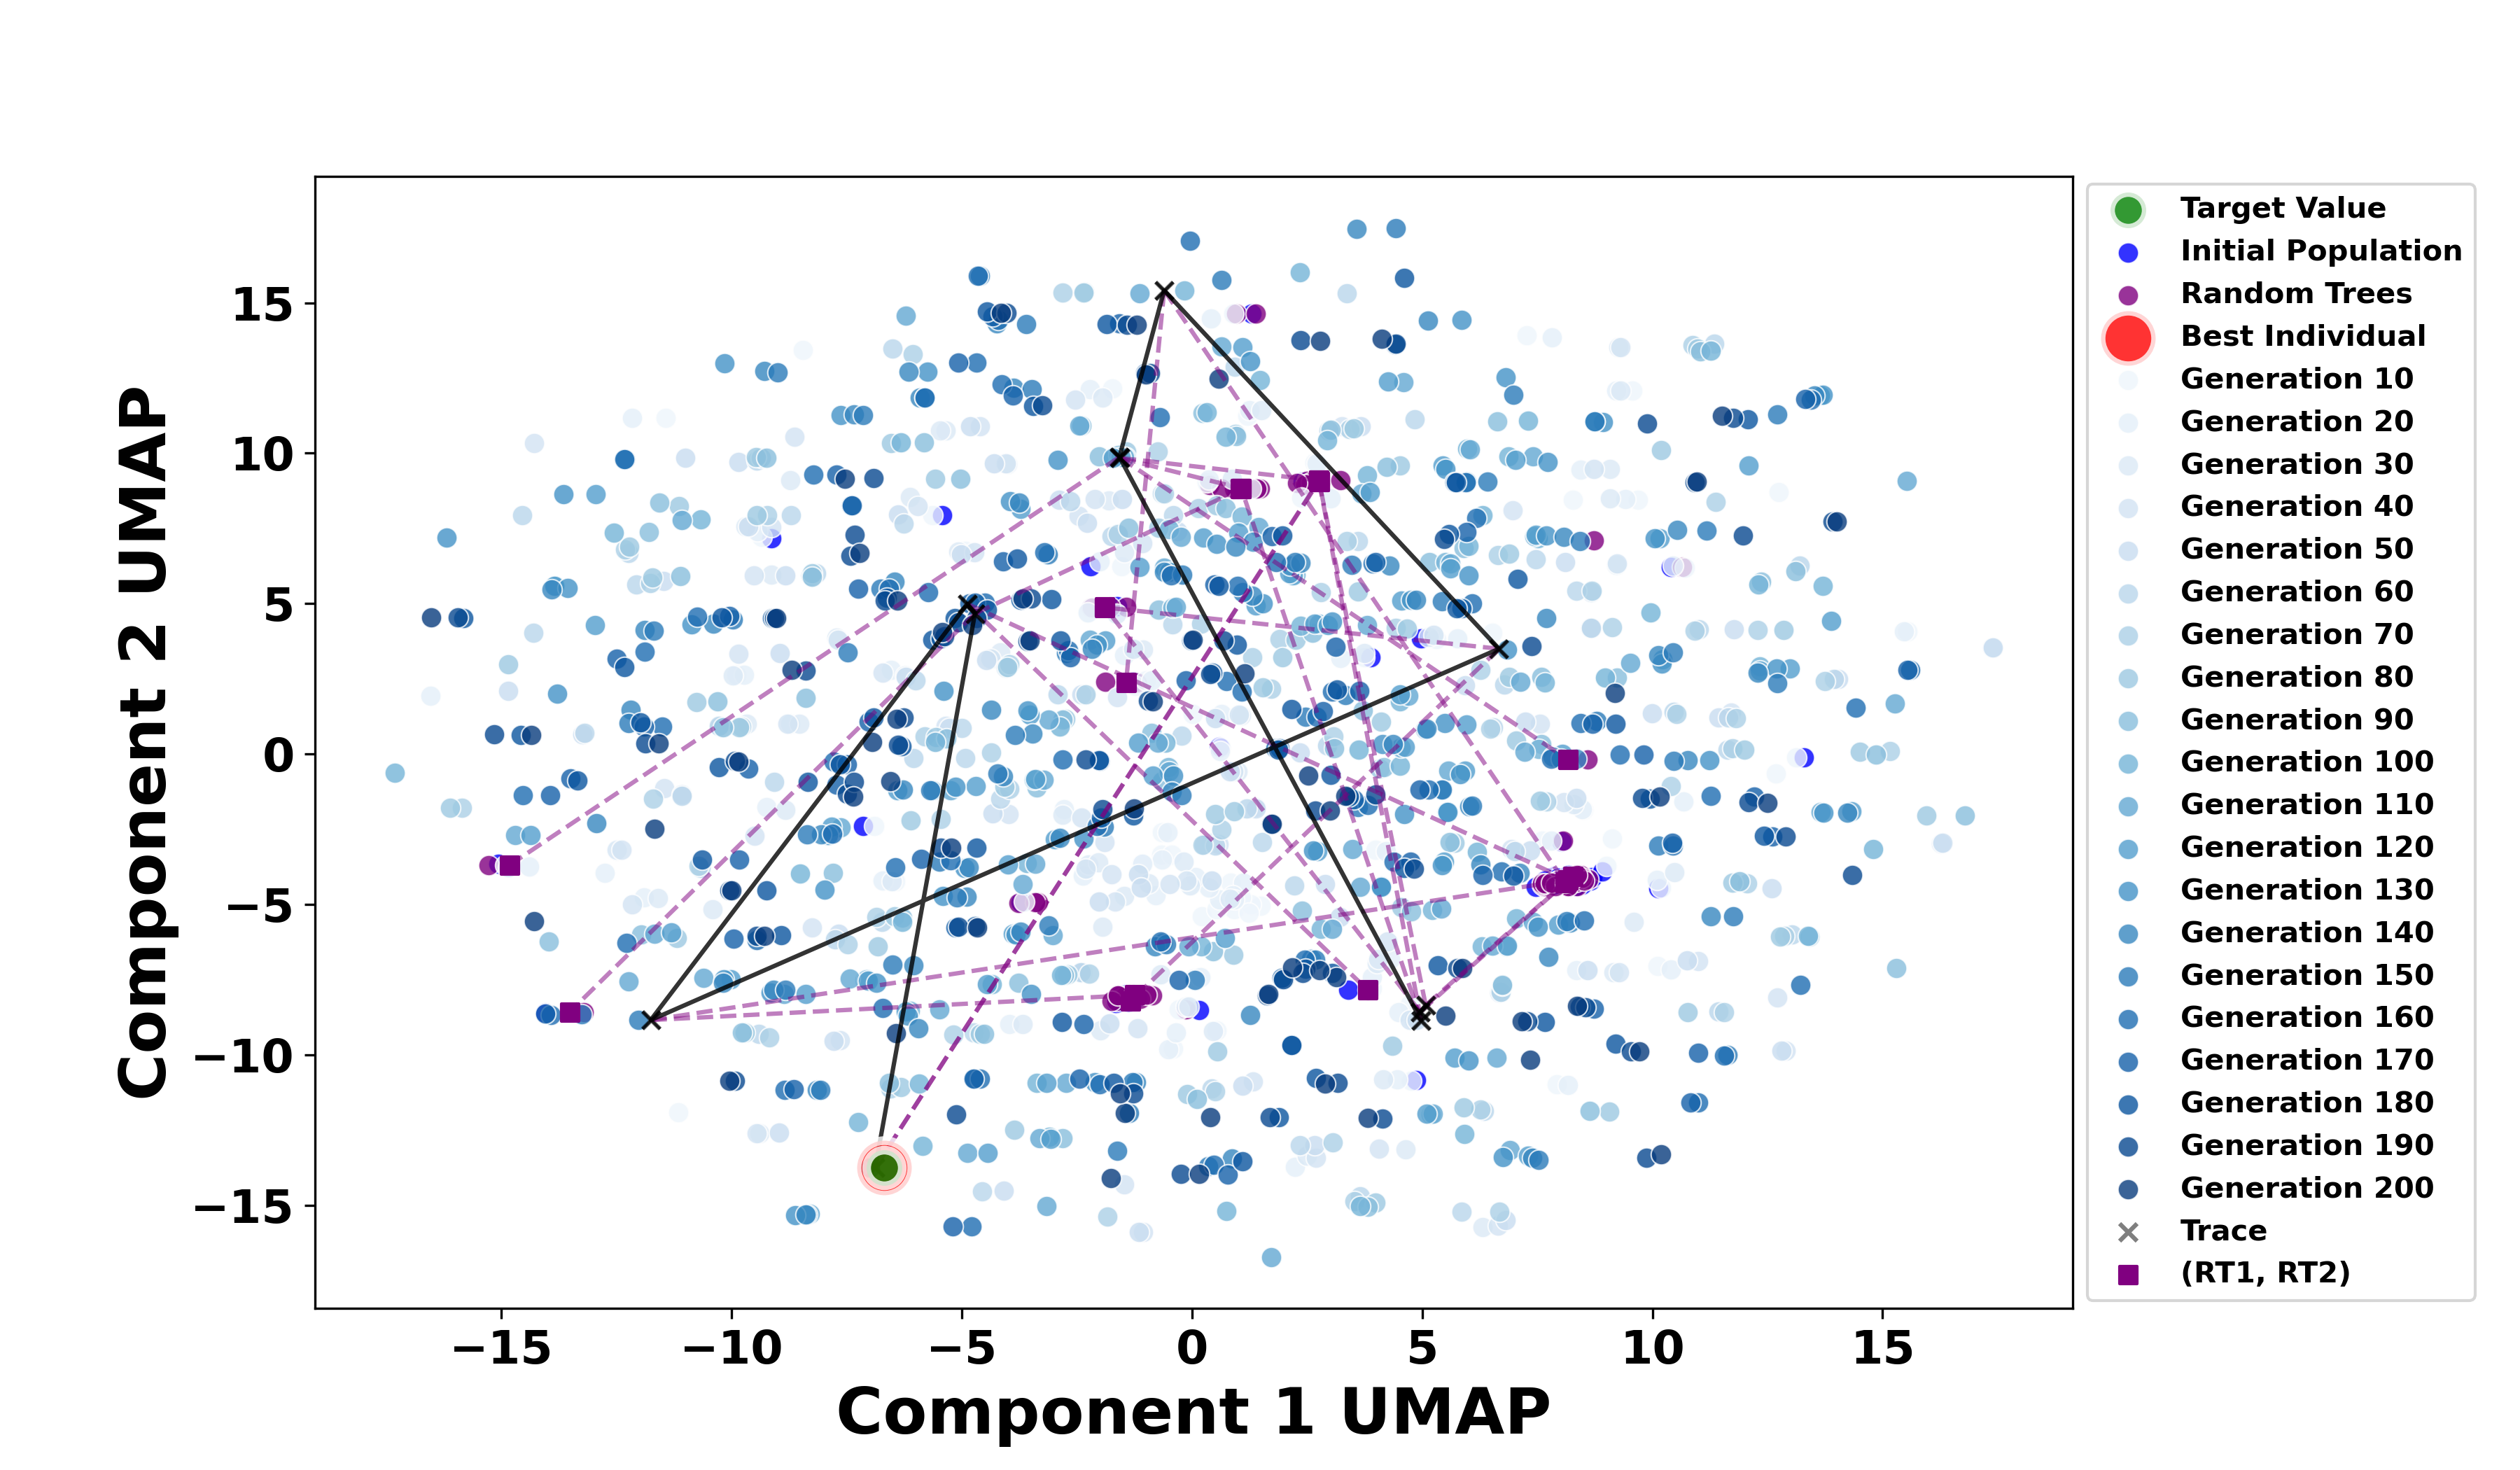 Component 2 UMAP
15
10
5
0
−5
−10
−15
−15 −10 −5 0 5 10 15
Component 1 UMAP
Target Value
Initial Population
Random Trees
Best Individual
Generation 10
Generation 20
Generation 30
Generation 40
Generation 50
Generation 60
Generation 70
Generation 80
Generation 90
Generation 100
Generation 110
Generation 120
Generation 130
Generation 140
Generation 150
Generation 160
Generation 170
Generation 180
Generation 190
Generation 200
Trace
(RT1, RT2)